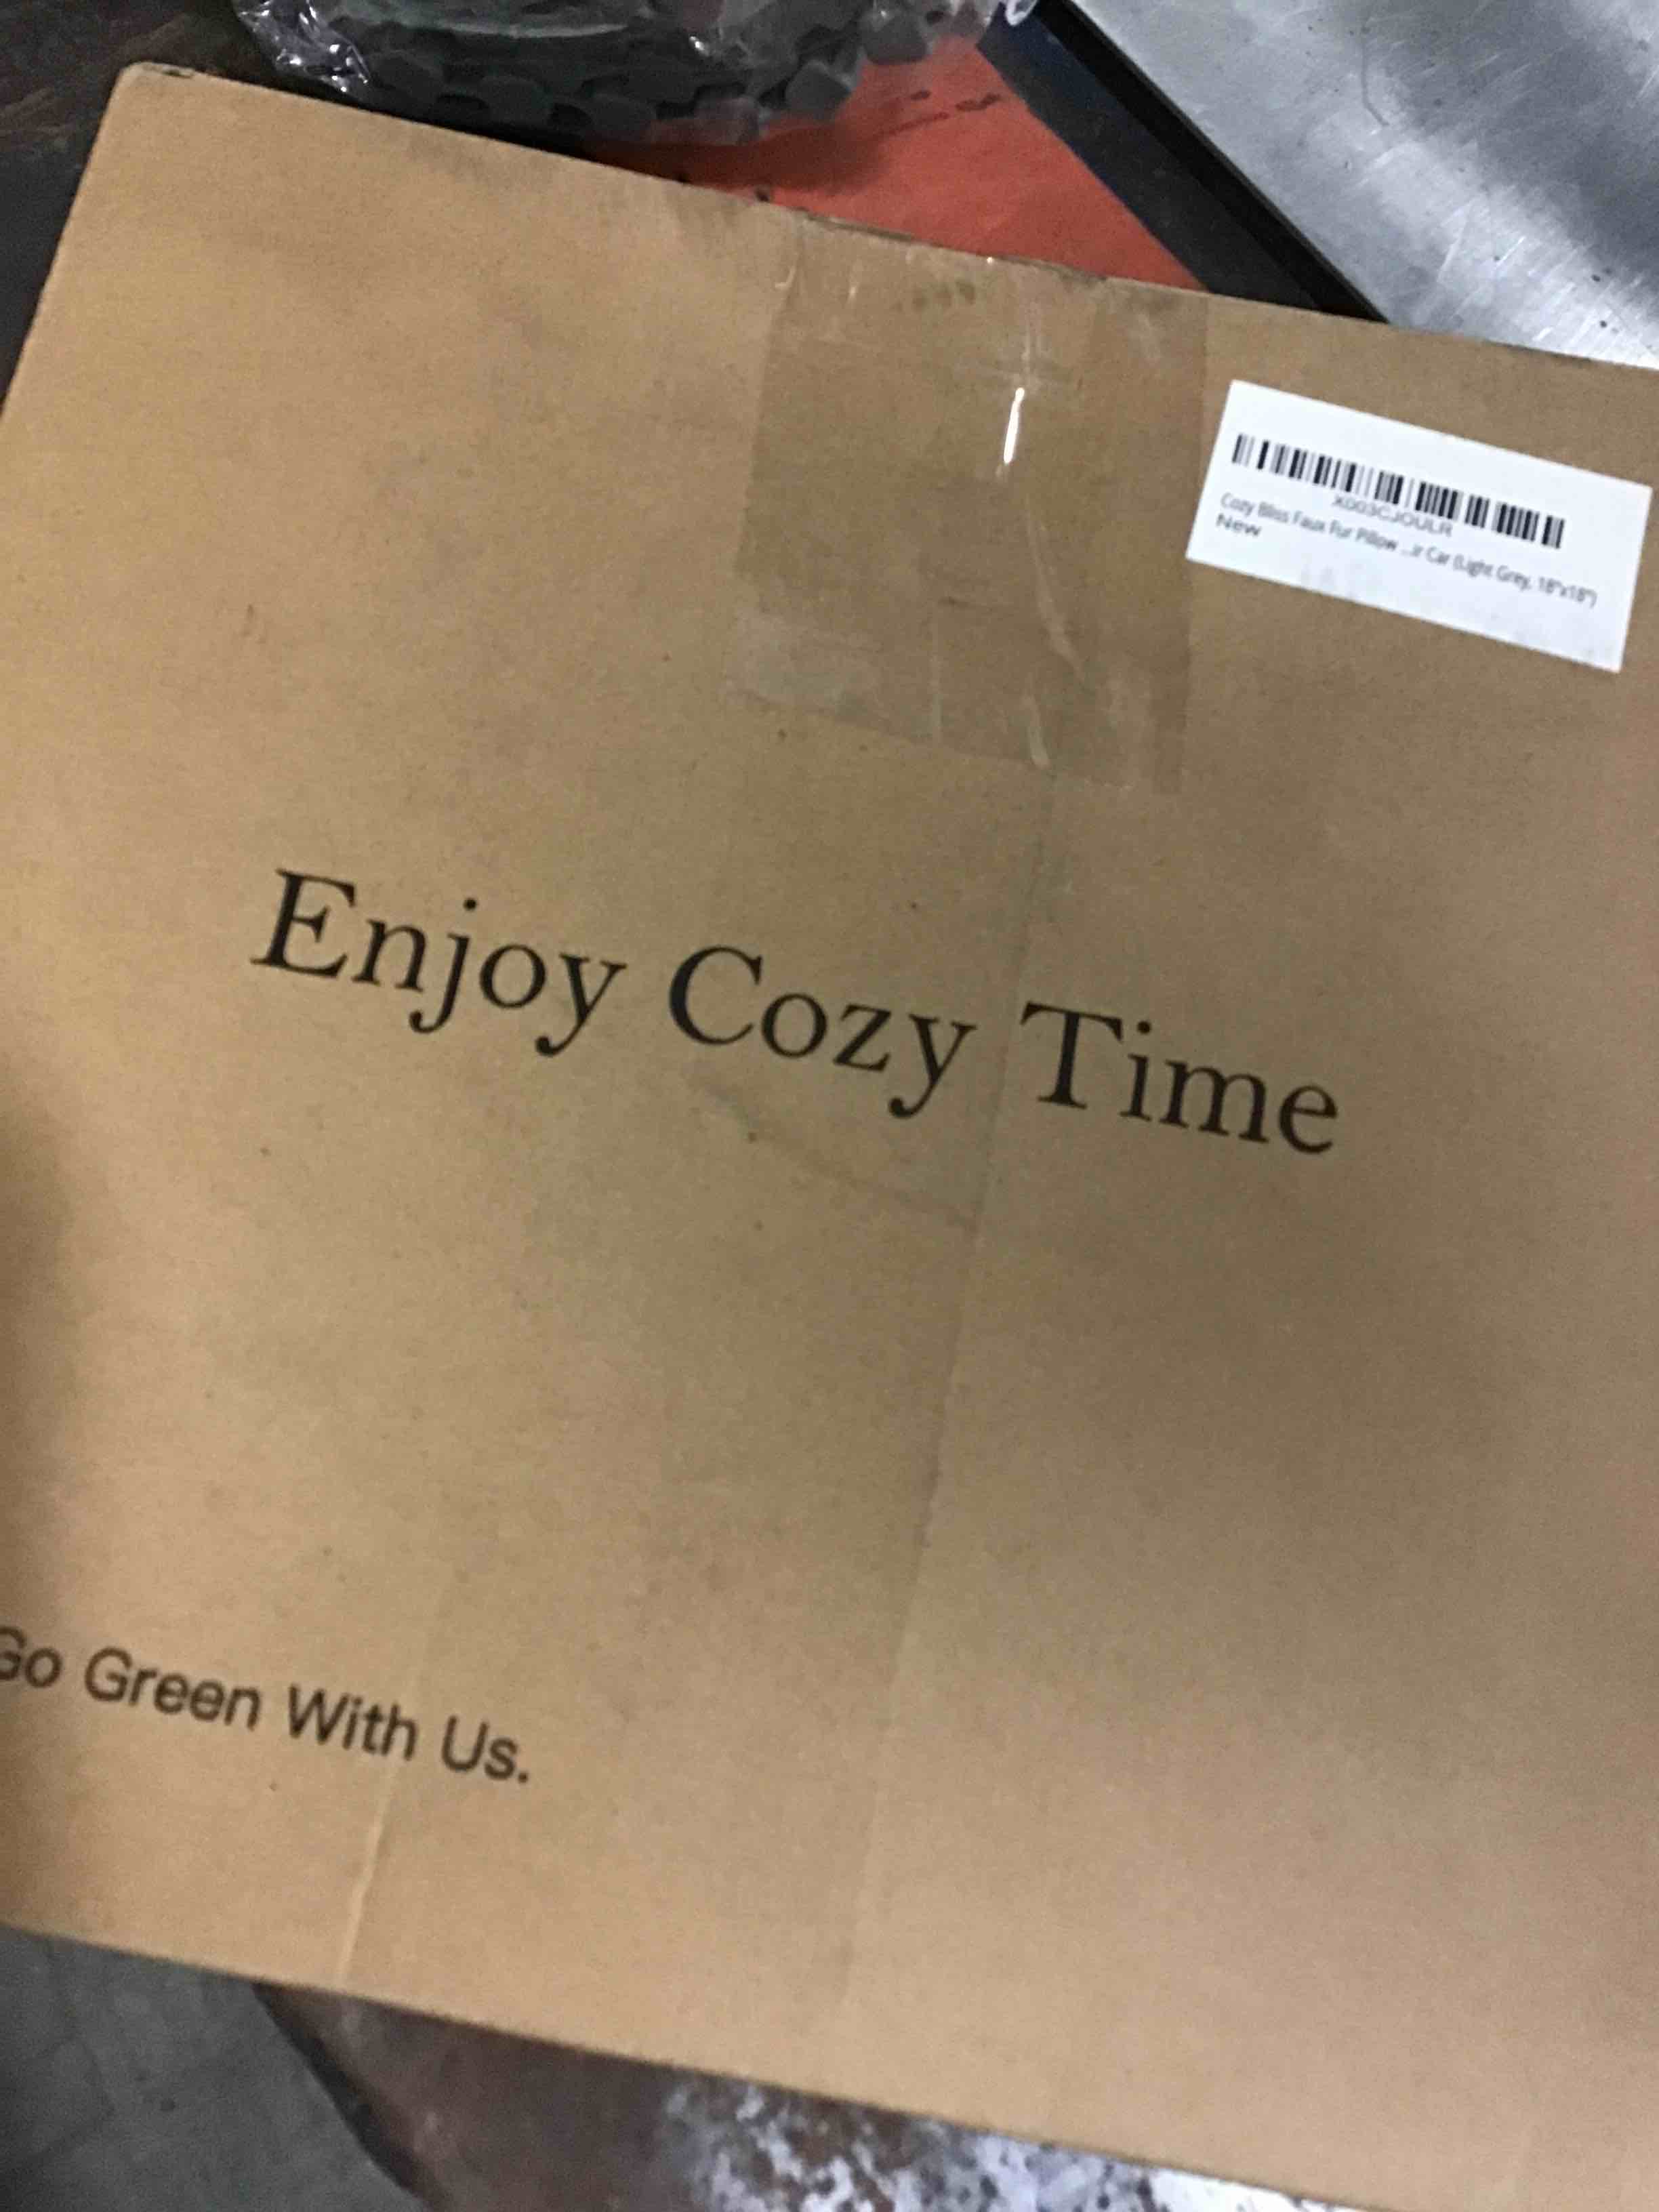 X003CJOULR
Cozy Bliss Faux Fur Pillow ...ir Car (Light Grey, 18"x18")
New
Enjoy Cozy Time
Go Green With Us.